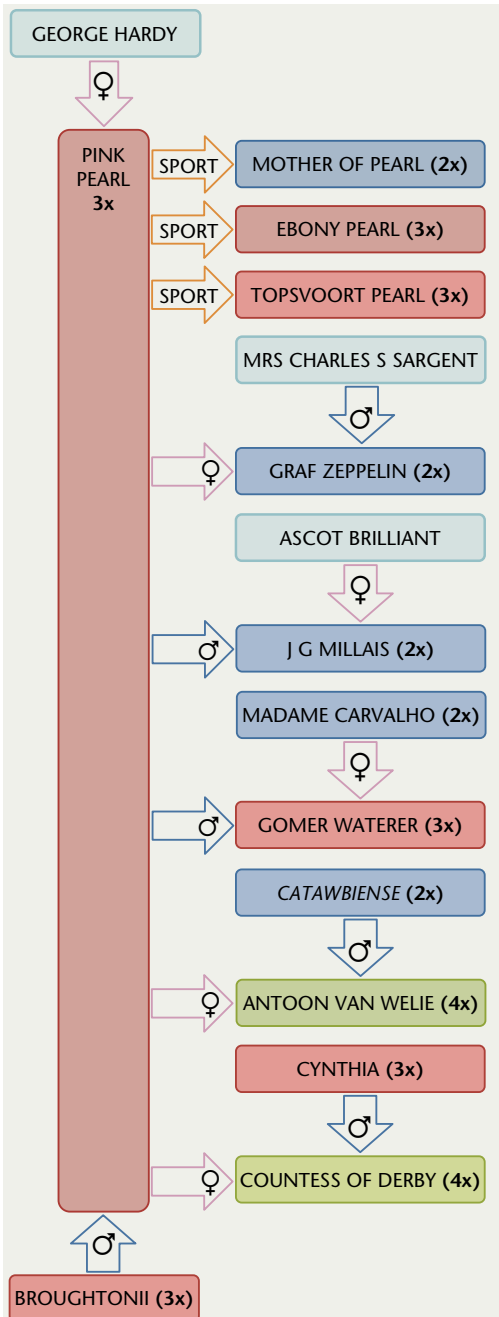 GEORGE HARDY
♀
PINK
PEARL
3x
SPORT
MOTHER OF PEARL (2x)
SPORT
EBONY PEARL (3x)
SPORT
TOPSVOORT PEARL (3x)
MRS CHARLES S SARGENT
♂
♀
GRAF ZEPPELIN (2x)
ASCOT BRILLIANT
♀
♂
J G MILLAIS (2x)
MADAME CARVALHO (2x)
♀
♂
GOMER WATERER (3x)
CATAWBIENSE (2x)
♂
♀
ANTOON VAN WELIE (4x)
CYNTHIA (3x)
♂
♀
COUNTESS OF DERBY (4x)
♂
BROUGHTONII (3x)